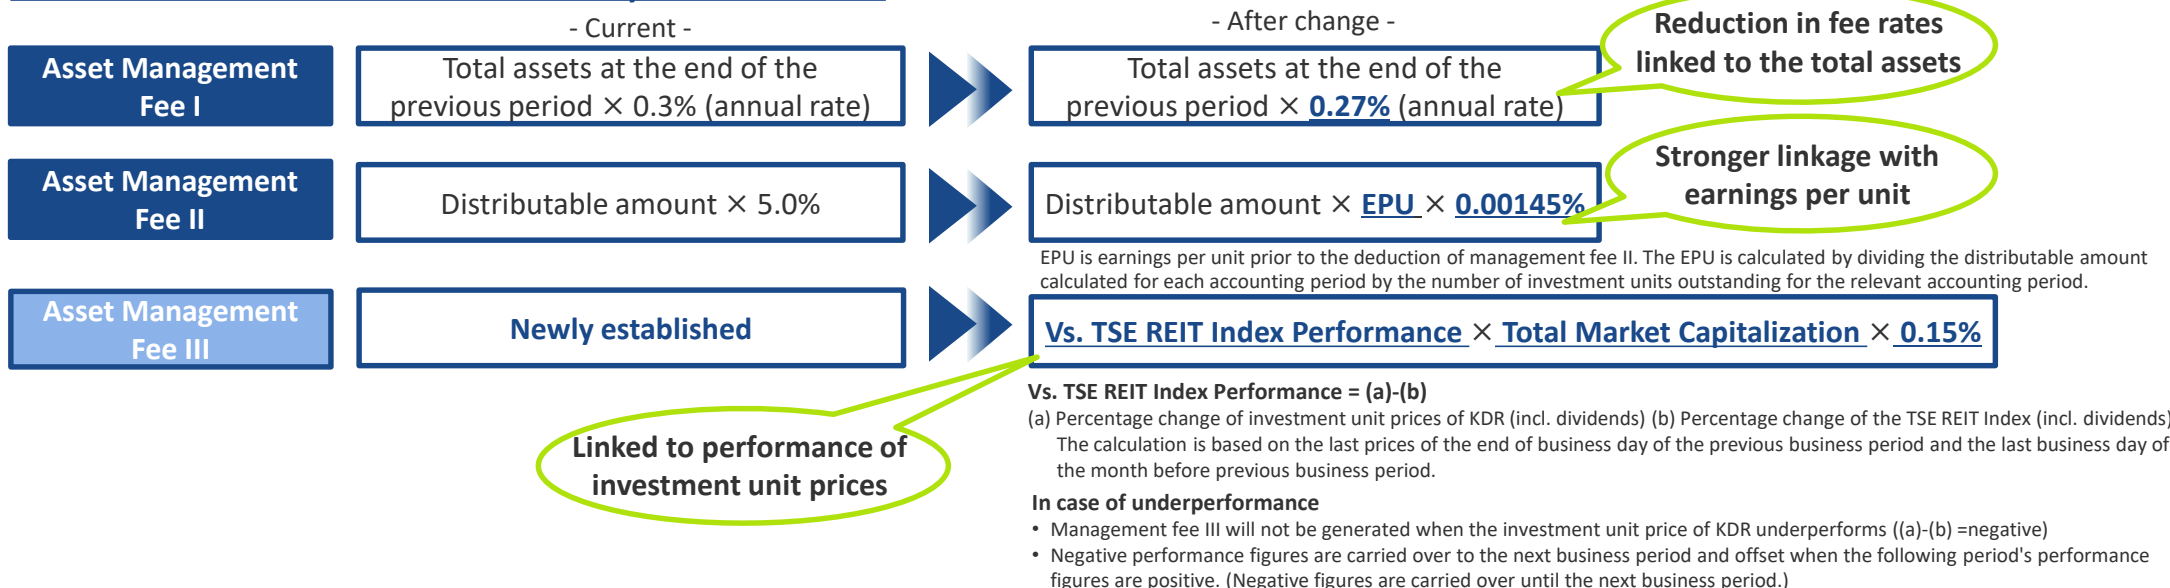 - Current -
- After change -
Reduction in fee rates
linked to the total assets
Asset Management
Fee I
Total assets at the end of the
previous period × 0.3% (annual rate)
Total assets at the end of the
previous period × 0.27% (annual rate)
Stronger linkage with
earnings per unit
Asset Management
Fee II
Distributable amount × 5.0%
Distributable amount × EPU × 0.00145%
EPU is earnings per unit prior to the deduction of management fee II. The EPU is calculated by dividing the distributable amount
calculated for each accounting period by the number of investment units outstanding for the relevant accounting period.
Asset Management
Fee III
Newly established
Vs. TSE REIT Index Performance × Total Market Capitalization × 0.15%
Linked to performance of
investment unit prices
Vs. TSE REIT Index Performance = (a)-(b)
(a) Percentage change of investment unit prices of KDR (incl. dividends) (b) Percentage change of the TSE REIT Index (incl. dividends)
The calculation is based on the last prices of the end of business day of the previous business period and the last business day of
the month before previous business period.
In case of underperformance
• Management fee III will not be generated when the investment unit price of KDR underperforms ((a)-(b) =negative)
• Negative performance figures are carried over to the next business period and offset when the following period's performance
figures are positive. (Negative figures are carried over until the next business period.)